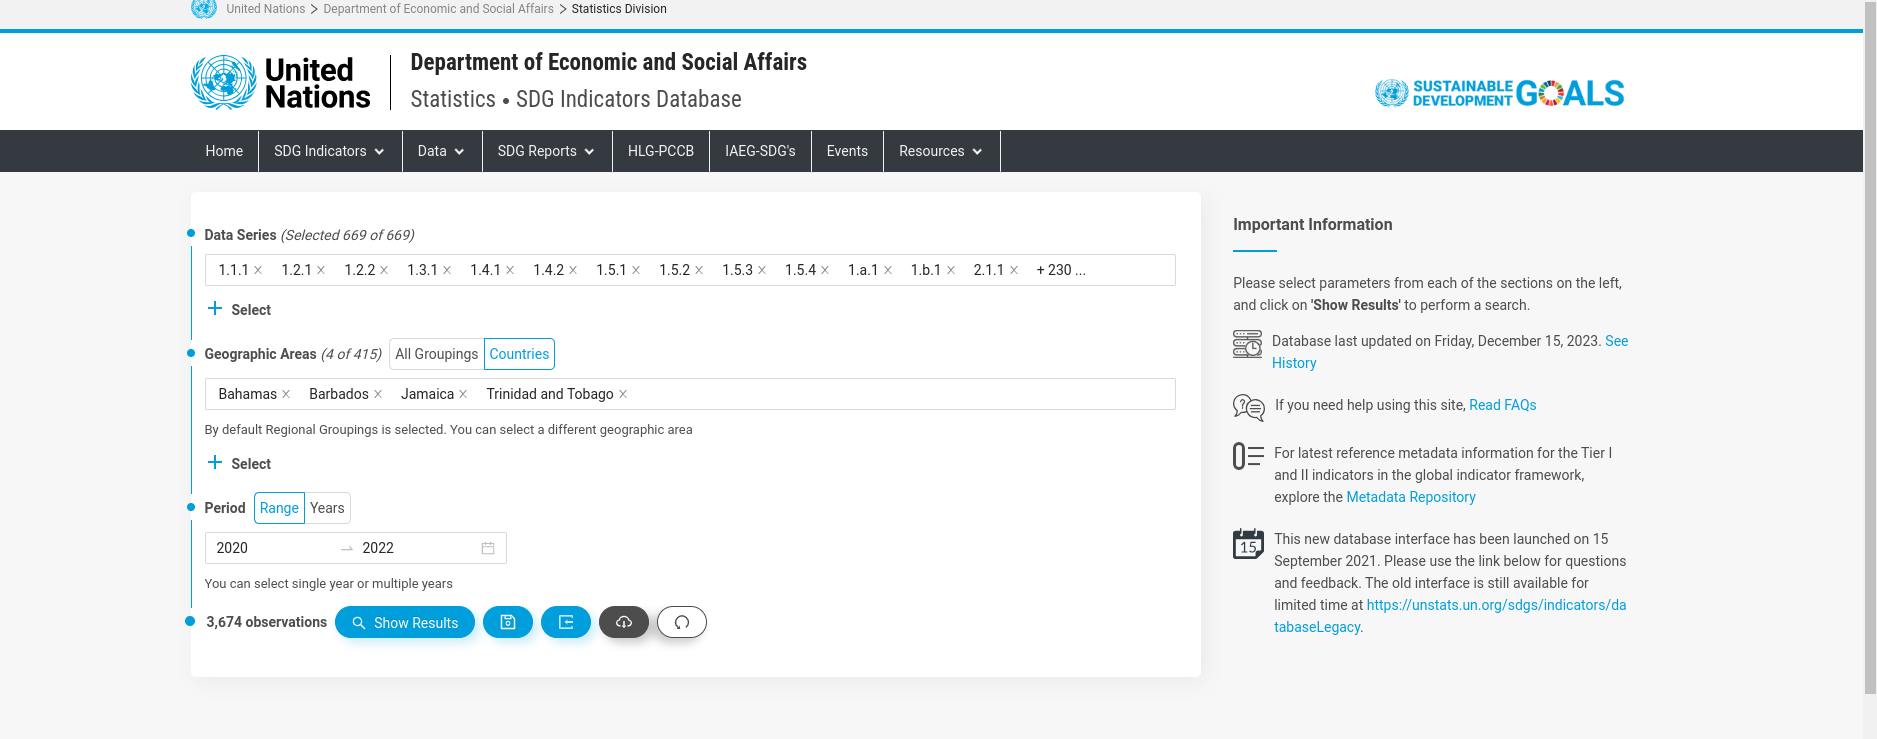 United Nations > Department of Economic and Social Affairs > Statistics Division
United Nations
Department of Economic and Social Affairs
Statistics • SDG Indicators Database
SUSTAINABLE DEVELOPMENT GOALS
Home SDG Indicators Data SDG Reports HLG-PCCB IAEG-SDG's Events Resources
Data Series (Selected 669 of 669)
1.1.1 × 1.2.1 × 1.2.2 × 1.3.1 × 1.4.1 × 1.4.2 × 1.5.1 × 1.5.2 × 1.5.3 × 1.5.4 × 1.a.1 × 1.b.1 × 2.1.1 × + 230 ...
+ Select
Geographic Areas (4 of 415) All Groupings Countries
Bahamas × Barbados × Jamaica × Trinidad and Tobago ×
By default Regional Groupings is selected. You can select a different geographic area
+ Select
Period Range Years
2020 → 2022
You can select single year or multiple years
3,674 observations Show Results
Important Information
Please select parameters from each of the sections on the left,
and click on 'Show Results' to perform a search.
Database last updated on Friday, December 15, 2023. See
History
If you need help using this site, Read FAQs
For latest reference metadata information for the Tier I
and II indicators in the global indicator framework,
explore the Metadata Repository
15
This new database interface has been launched on 15
September 2021. Please use the link below for questions
and feedback. The old interface is still available for
limited time at https://unstats.un.org/sdgs/indicators/da
tabaseLegacy.